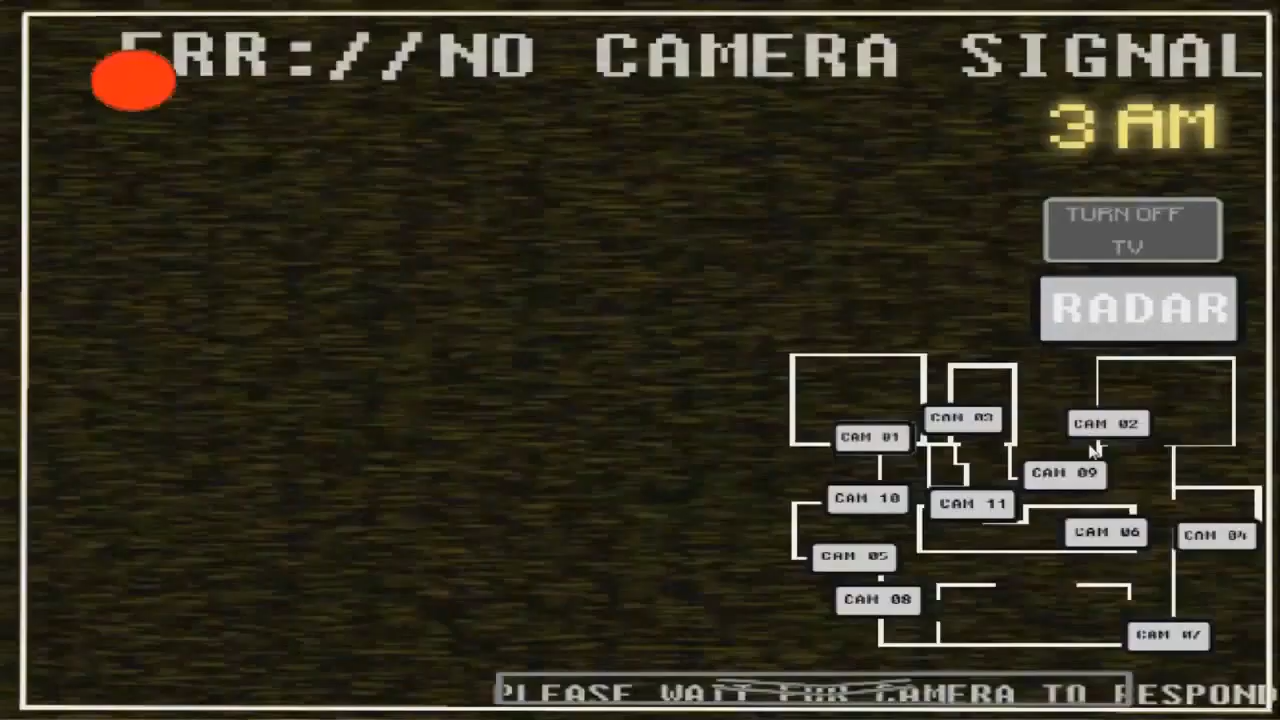 ERR://NO CAMERA SIGNAL
3 AM
TURN OFF
TV
RADAR
CAM 03
CAM 02
CAM 01
CAM 09
CAM 10
CAM 11
CAM 06
CAM 04
CAM 05
CAM 08
CAM 07
PLEASE WAIT FOR CAMERA TO RESPOND